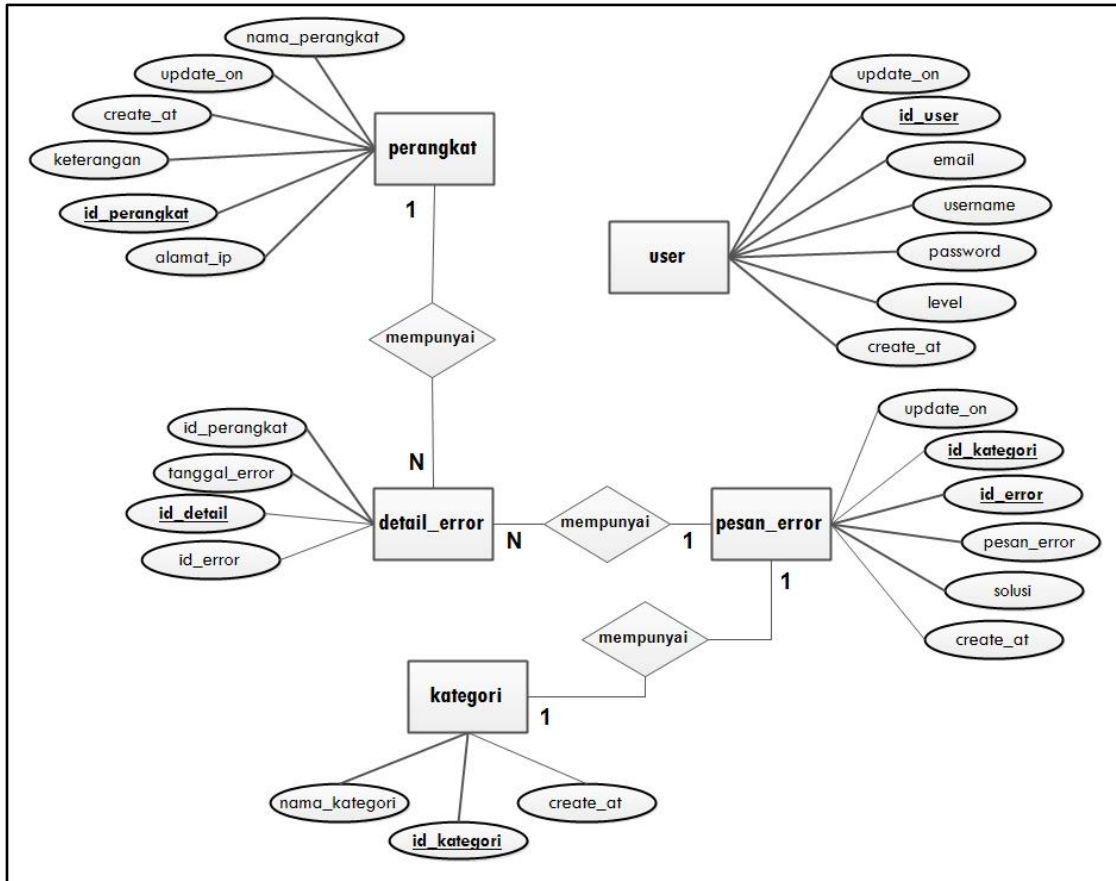 nama_perangkat
update_on
create_at
keterangan
id_perangkat
alamat_ip
perangkat
1
mempunyai
N
update_on
id_user
email
username
password
level
create_at
user
id_perangkat
tanggal_error
id_detail
id_error
detail_error
N
mempunyai
1
pesan_error
update_on
id_kategori
id_error
pesan_error
solusi
create_at
1
mempunyai
1
kategori
nama_kategori
id_kategori
create_at